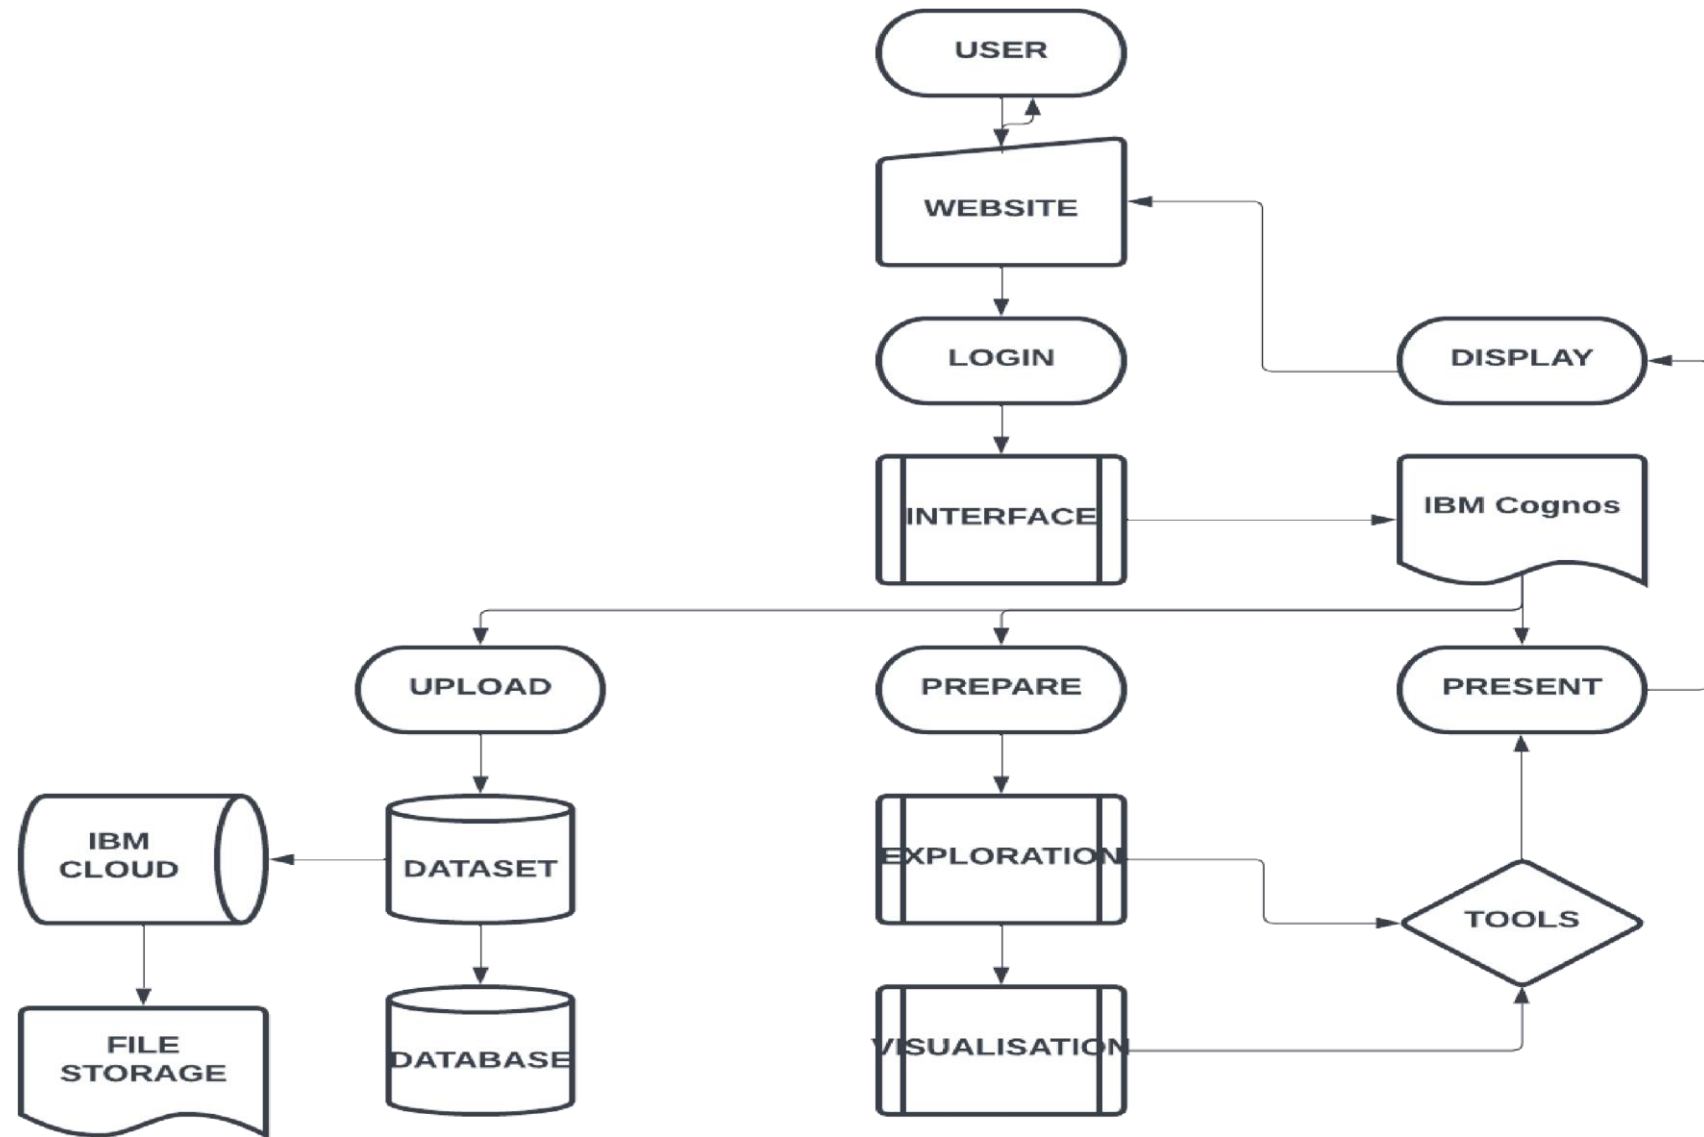 USER
WEBSITE
LOGIN
DISPLAY
INTERFACE
IBM Cognos
UPLOAD
PREPARE
PRESENT
IBM
CLOUD
DATASET
EXPLORATION
TOOLS
FILE
STORAGE
DATABASE
VISUALISATION